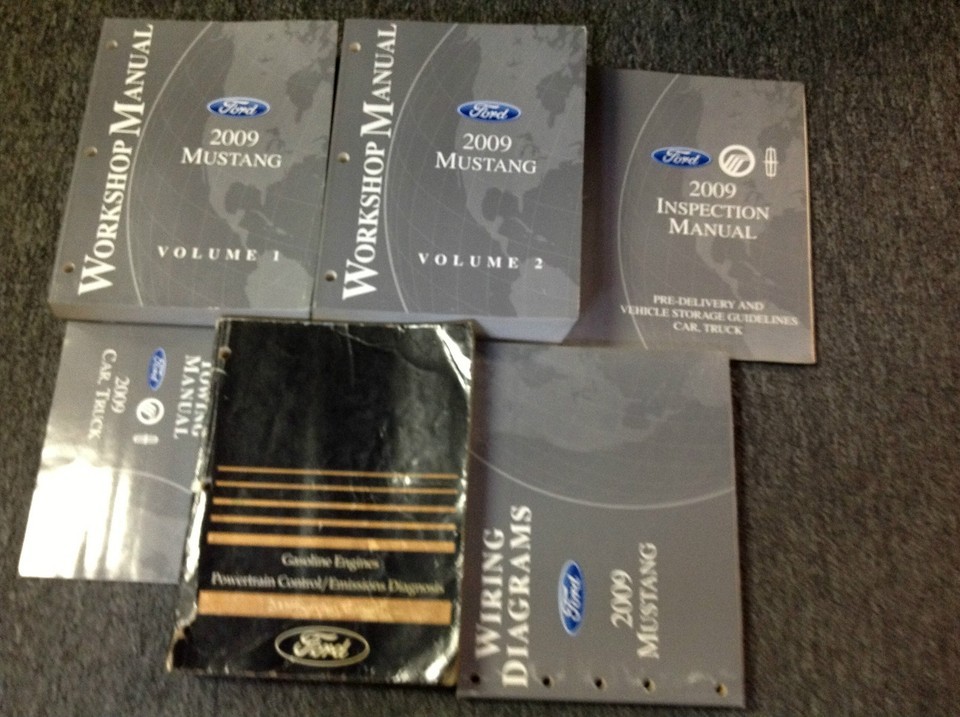 WORKSHOP MANUAL
Ford
2009
MUSTANG
VOLUME 1
WORKSHOP MANUAL
Ford
2009
MUSTANG
VOLUME 2
Ford
2009
INSPECTION
MANUAL
PRE-DELIVERY AND
VEHICLE STORAGE GUIDELINES
CAR, TRUCK
TOWING
MANUAL
Ford
2009
CAR, TRUCK
Gasoline Engines
Powertrain Control/Emissions Diagnosis
Ford
WIRING
DIAGRAMS
Ford
2009
MUSTANG